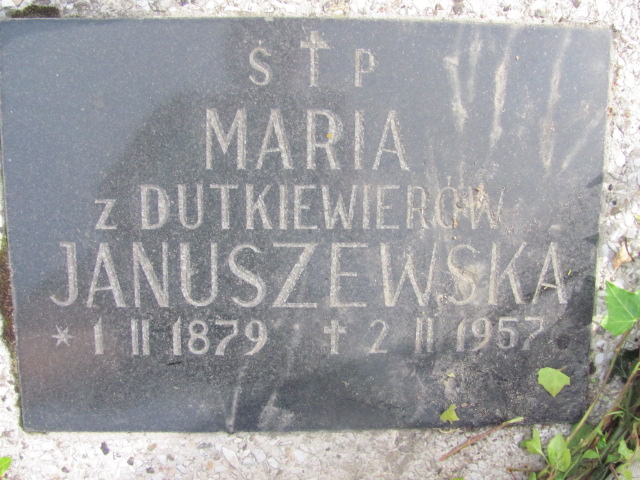 Ś † P
MARIA
z DUTKIEWIERÓW
JANUSZEWSKA
* 1 II 1879 † 2 II 1957